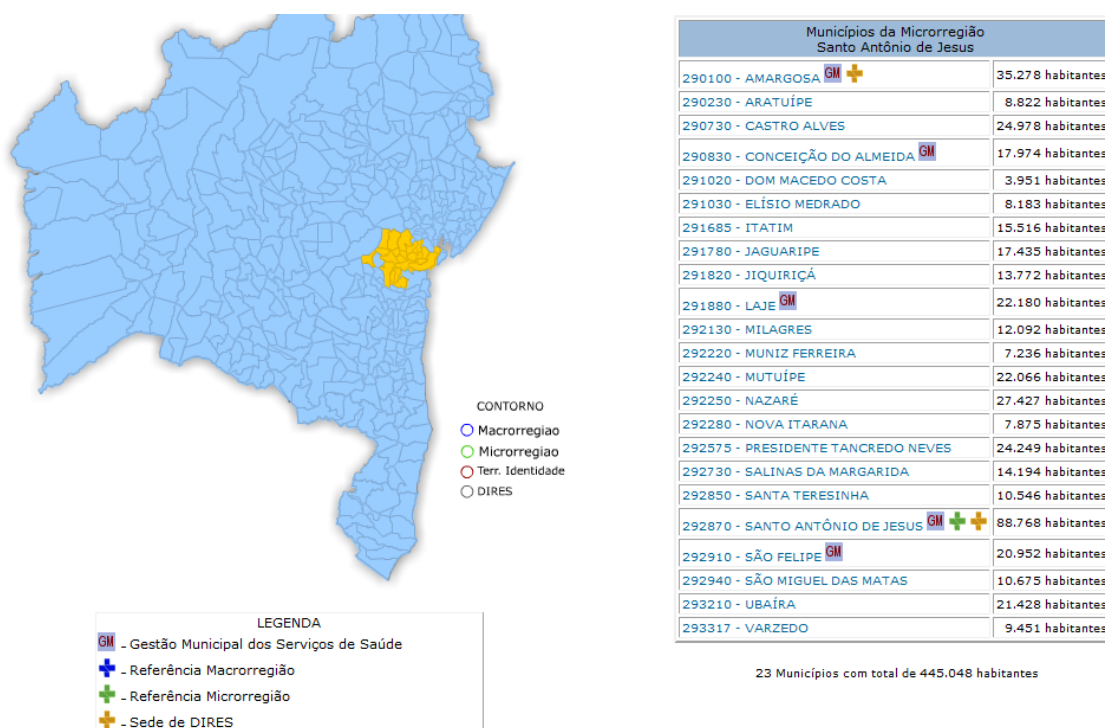 CONTORNO
Macrorregiao
Microrregiao
Terr. Identidade
DIRES
LEGENDA
GM - Gestão Municipal dos Serviços de Saúde
- Referência Macrorregião
- Referência Microrregião
- Sede de DIRES
Municípios da Microrregião
Santo Antônio de Jesus
290100 - AMARGOSA GM 35.278 habitantes
290230 - ARATUÍPE 8.822 habitantes
290730 - CASTRO ALVES 24.978 habitantes
290830 - CONCEIÇÃO DO ALMEIDA GM 17.974 habitantes
291020 - DOM MACEDO COSTA 3.951 habitantes
291030 - ELÍSIO MEDRADO 8.183 habitantes
291685 - ITATIM 15.516 habitantes
291780 - JAGUARIPE 17.435 habitantes
291820 - JIQUIRIÇÁ 13.772 habitantes
291880 - LAJE GM 22.180 habitantes
292130 - MILAGRES 12.092 habitantes
292220 - MUNIZ FERREIRA 7.236 habitantes
292240 - MUTUÍPE 22.066 habitantes
292250 - NAZARÉ 27.427 habitantes
292280 - NOVA ITARANA 7.875 habitantes
292575 - PRESIDENTE TANCREDO NEVES 24.249 habitantes
292730 - SALINAS DA MARGARIDA 14.194 habitantes
292850 - SANTA TERESINHA 10.546 habitantes
292870 - SANTO ANTÔNIO DE JESUS GM 88.768 habitantes
292910 - SÃO FELIPE GM 20.952 habitantes
292940 - SÃO MIGUEL DAS MATAS 10.675 habitantes
293210 - UBAÍRA 21.428 habitantes
293317 - VARZEDO 9.451 habitantes
23 Municípios com total de 445.048 habitantes